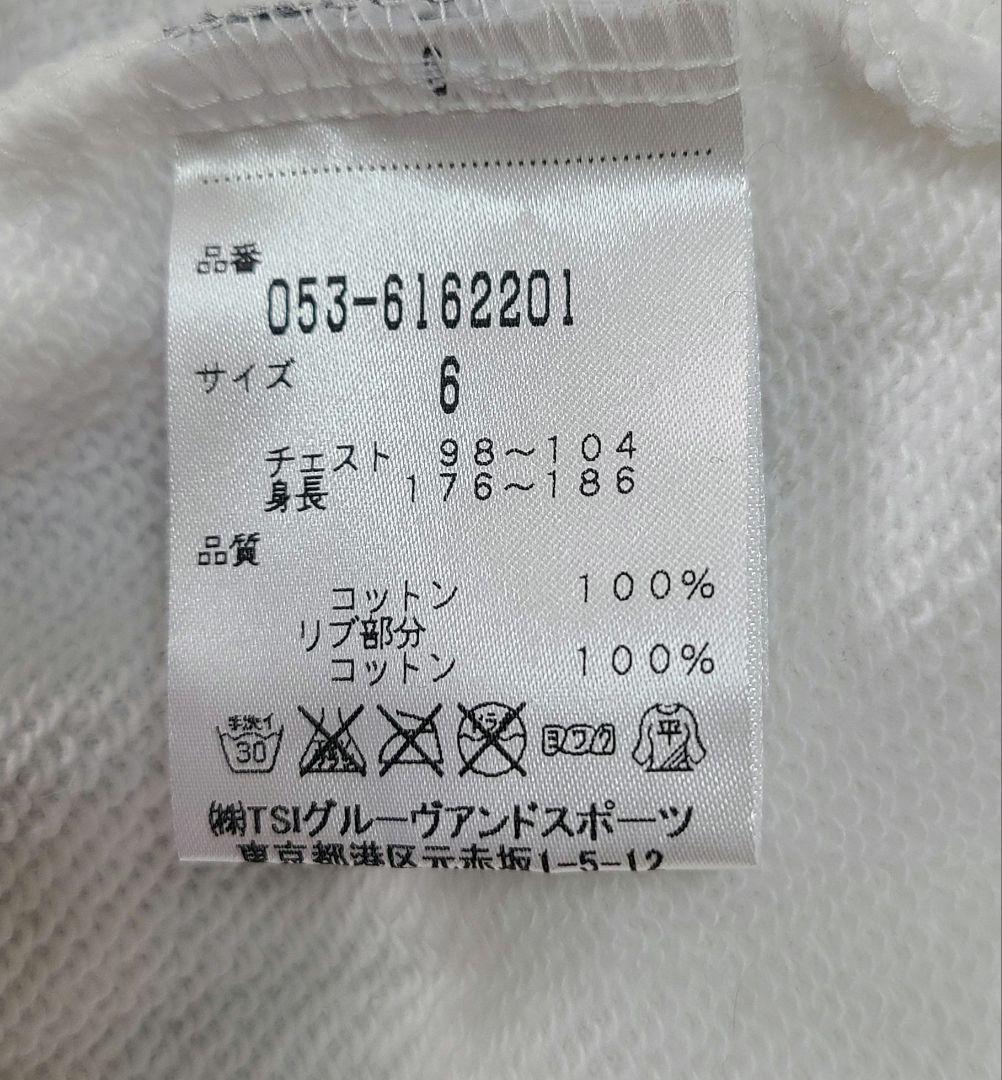 品番
053-6162201
サイズ 6
チェスト 98～104
身長 176～186
品質
コットン 100%
リブ部分
コットン 100%
手洗イ
30
ヨワク
平
㈱TSIグルーヴアンドスポーツ
東京都港区元赤坂1-5-12